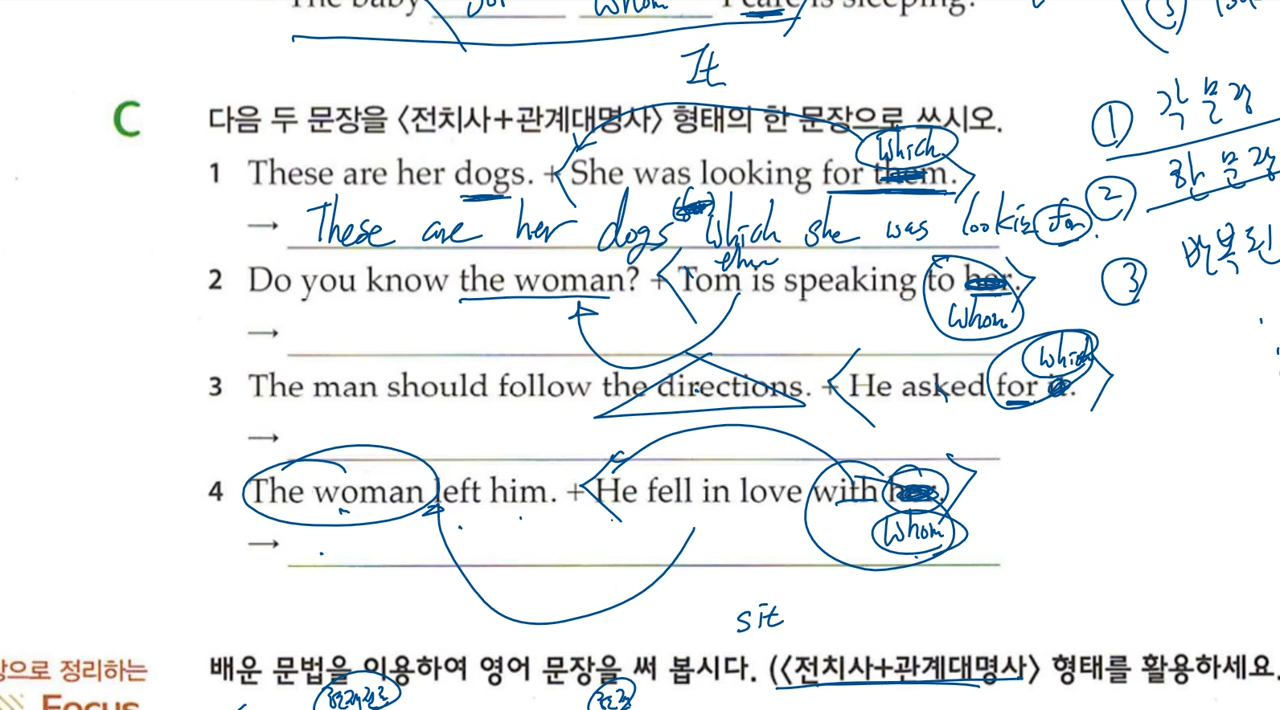 The baby for whom I care is sleeping.
It
C 다음 두 문장을 〈전치사+관계대명사〉 형태의 한 문장으로 쓰시오.
① 각 문장
which
1 These are her dogs. + She was looking for them.
② 한 문장
→ These are her dogs which she was lookin for.
2 Do you know the woman? + Tom is speaking to her.
③ 반복된
whom
→
which
3 The man should follow the directions. + He asked for it.
→
4 The woman left him. + He fell in love with her.
whom
→
sit
으로 정리하는 배운 문법을 이용하여 영어 문장을 써 봅시다. (〈전치사+관계대명사〉 형태를 활용하세요.
Focus